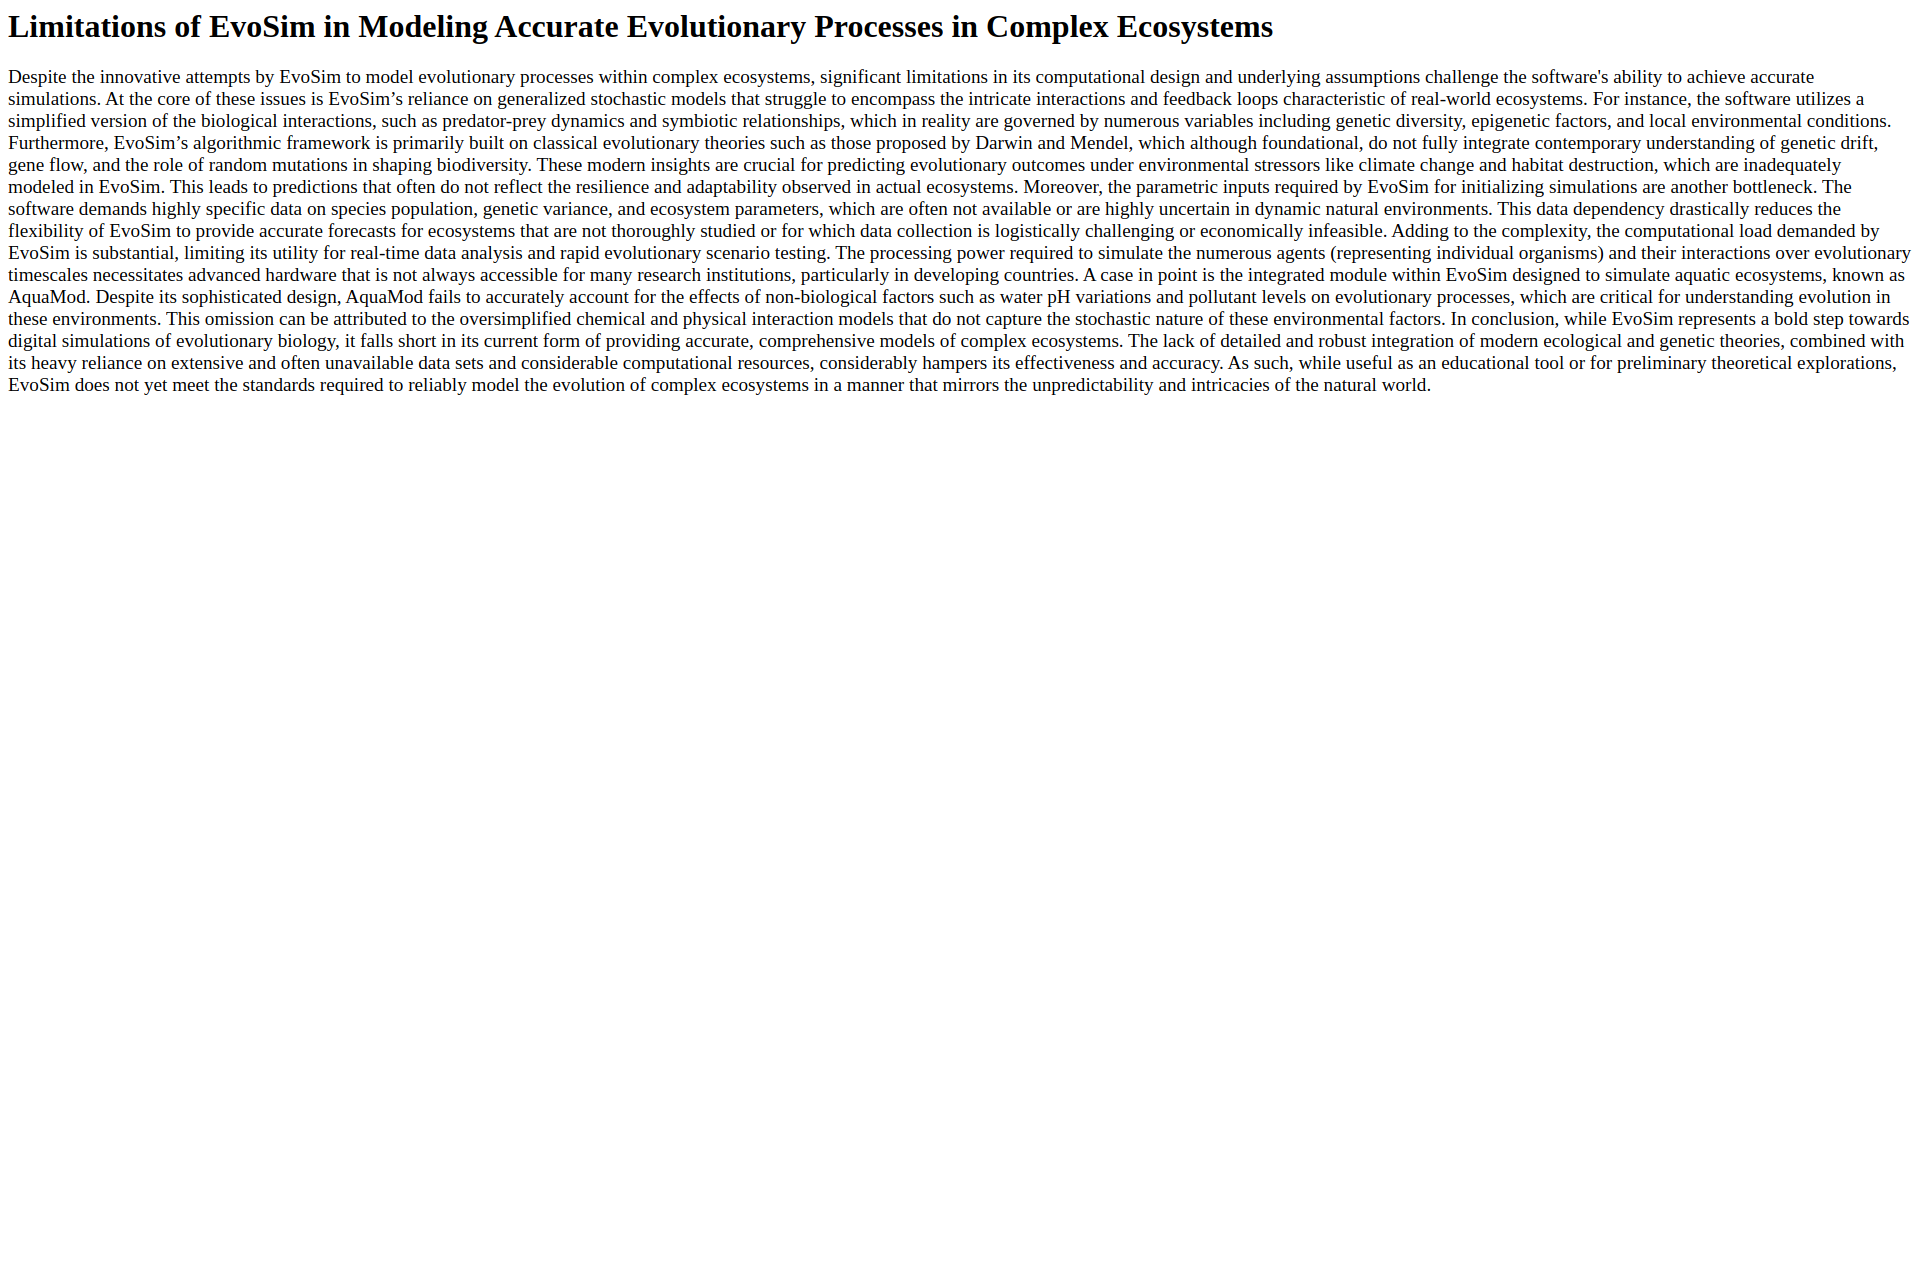 Limitations of EvoSim in Modeling Accurate Evolutionary Processes in Complex Ecosystems
Despite the innovative attempts by EvoSim to model evolutionary processes within complex ecosystems, significant limitations in its computational design and underlying assumptions challenge the software's ability to achieve accurate
simulations. At the core of these issues is EvoSim’s reliance on generalized stochastic models that struggle to encompass the intricate interactions and feedback loops characteristic of real-world ecosystems. For instance, the software utilizes a
simplified version of the biological interactions, such as predator-prey dynamics and symbiotic relationships, which in reality are governed by numerous variables including genetic diversity, epigenetic factors, and local environmental conditions.
Furthermore, EvoSim’s algorithmic framework is primarily built on classical evolutionary theories such as those proposed by Darwin and Mendel, which although foundational, do not fully integrate contemporary understanding of genetic drift,
gene flow, and the role of random mutations in shaping biodiversity. These modern insights are crucial for predicting evolutionary outcomes under environmental stressors like climate change and habitat destruction, which are inadequately
modeled in EvoSim. This leads to predictions that often do not reflect the resilience and adaptability observed in actual ecosystems. Moreover, the parametric inputs required by EvoSim for initializing simulations are another bottleneck. The
software demands highly specific data on species population, genetic variance, and ecosystem parameters, which are often not available or are highly uncertain in dynamic natural environments. This data dependency drastically reduces the
flexibility of EvoSim to provide accurate forecasts for ecosystems that are not thoroughly studied or for which data collection is logistically challenging or economically infeasible. Adding to the complexity, the computational load demanded by
EvoSim is substantial, limiting its utility for real-time data analysis and rapid evolutionary scenario testing. The processing power required to simulate the numerous agents (representing individual organisms) and their interactions over evolutionary
timescales necessitates advanced hardware that is not always accessible for many research institutions, particularly in developing countries. A case in point is the integrated module within EvoSim designed to simulate aquatic ecosystems, known as
AquaMod. Despite its sophisticated design, AquaMod fails to accurately account for the effects of non-biological factors such as water pH variations and pollutant levels on evolutionary processes, which are critical for understanding evolution in
these environments. This omission can be attributed to the oversimplified chemical and physical interaction models that do not capture the stochastic nature of these environmental factors. In conclusion, while EvoSim represents a bold step towards
digital simulations of evolutionary biology, it falls short in its current form of providing accurate, comprehensive models of complex ecosystems. The lack of detailed and robust integration of modern ecological and genetic theories, combined with
its heavy reliance on extensive and often unavailable data sets and considerable computational resources, considerably hampers its effectiveness and accuracy. As such, while useful as an educational tool or for preliminary theoretical explorations,
EvoSim does not yet meet the standards required to reliably model the evolution of complex ecosystems in a manner that mirrors the unpredictability and intricacies of the natural world.